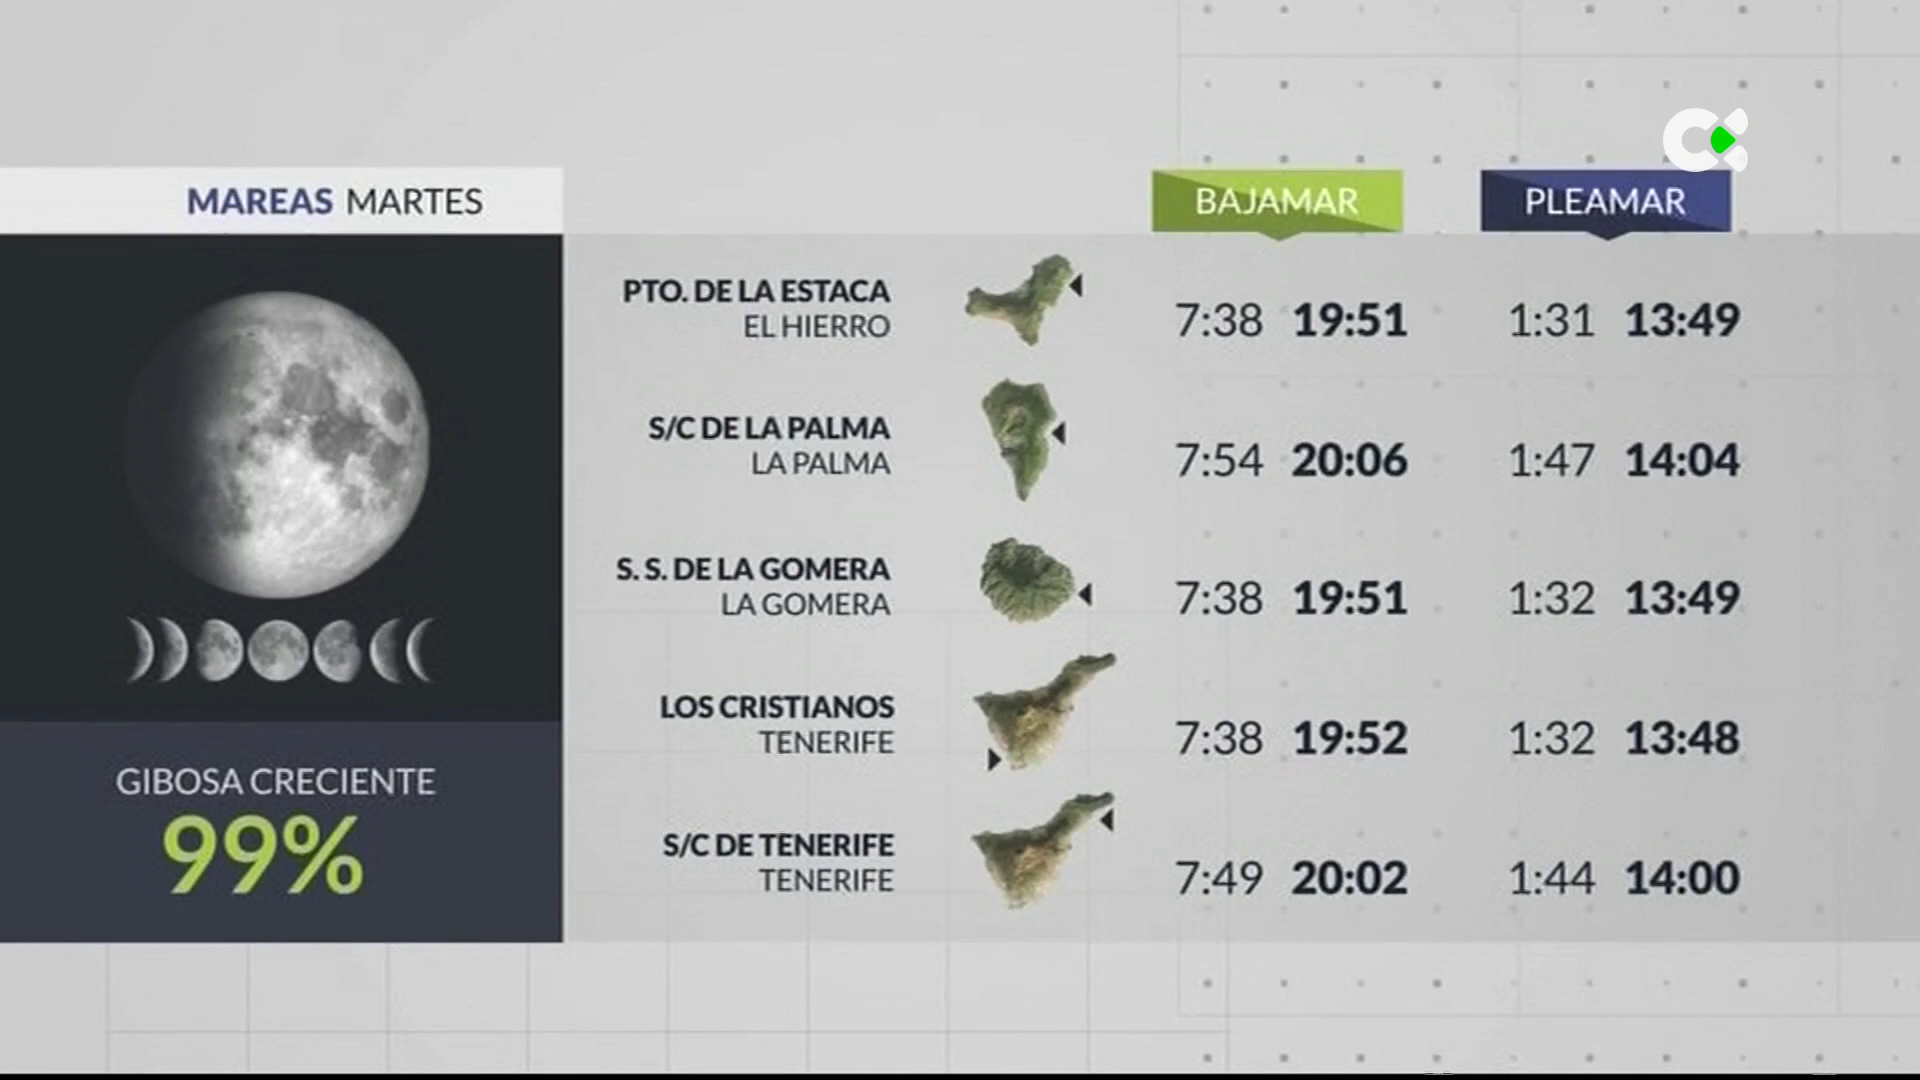 MAREAS MARTES
BAJAMAR PLEAMAR
PTO. DE LA ESTACA
EL HIERRO
7:38 19:51 1:31 13:49
S/C DE LA PALMA
LA PALMA
7:54 20:06 1:47 14:04
S. S. DE LA GOMERA
LA GOMERA
7:38 19:51 1:32 13:49
LOS CRISTIANOS
TENERIFE
7:38 19:52 1:32 13:48
S/C DE TENERIFE
TENERIFE
7:49 20:02 1:44 14:00
GIBOSA CRECIENTE
99%